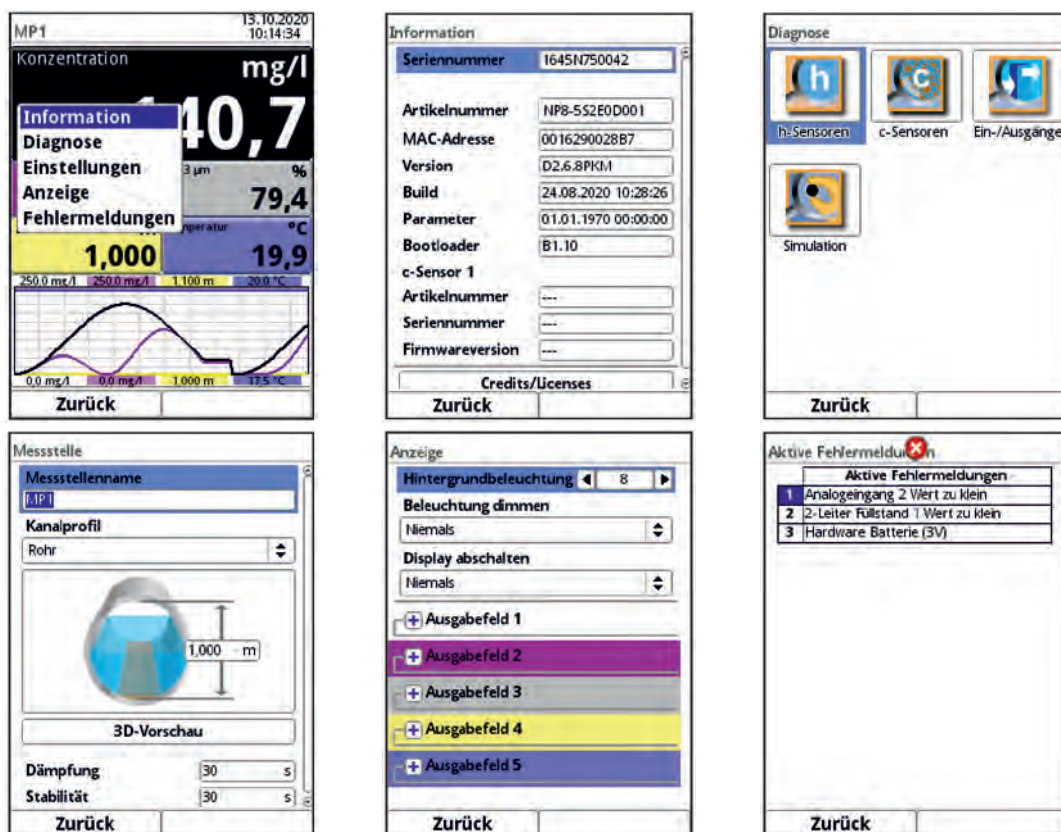 MP1
13.10.2020
10:14:34
Konzentration
mg/l
40,7
Information
Diagnose
Einstellungen
Anzeige
Fehlermeldungen
3 µm
%
79,4
°C
1,000
19,9
250.0 mg/l 250.0 mg/l 1.100 m 20.0 °C
0,0 mg/l 0,0 mg/l 1.000 m 17.5 °C
Zurück
Information
Seriennummer 1645N750042
Artikelnummer NP8-5S2E0D001
MAC-Adresse 0016290028B7
Version D2.6.8PKM
Build 24.08.2020 10:28:26
Parameter 01.01.1970 00:00:00
Bootloader B1.10
c-Sensor 1
Artikelnummer ---
Seriennummer ---
Firmwareversion ---
Credits/Licenses
Zurück
Diagnose
h
c
h-Sensoren c-Sensoren Ein-/Ausgänge
Simulation
Zurück
Messstelle
Messstellenname
MP1
Kanalprofil
Rohr
1,000 m
3D-Vorschau
Dämpfung 30 s
Stabilität 30 s
Zurück
Anzeige
Hintergrundbeleuchtung 8
Beleuchtung dimmen
Niemals
Display abschalten
Niemals
Ausgabefeld 1
Ausgabefeld 2
Ausgabefeld 3
Ausgabefeld 4
Ausgabefeld 5
Zurück
Aktive
Aktive Fehlermeldungen
1 Analogeingang 2 Wert zu klein
2 2-Leiter Füllstand 1 Wert zu klein
3 Hardware Batterie (3V)
Zurück